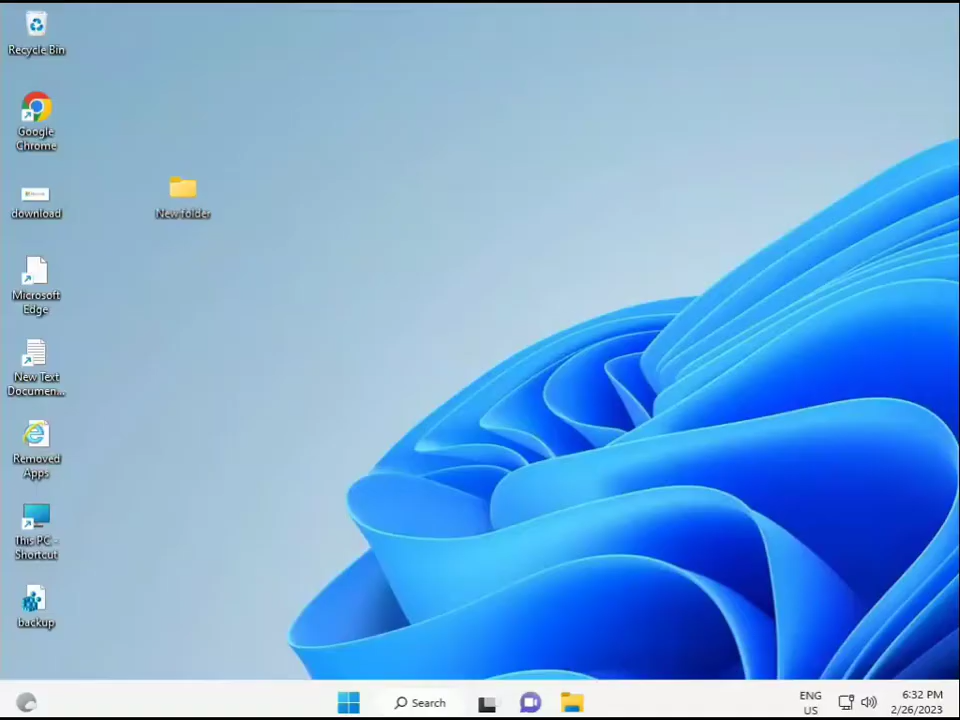 Recycle Bin
Google
Chrome
download
New folder
Microsoft
Edge
New Text
Documen...
Removed
Apps
This PC -
Shortcut
backup
Search
ENG
US
6:32 PM
2/26/2023